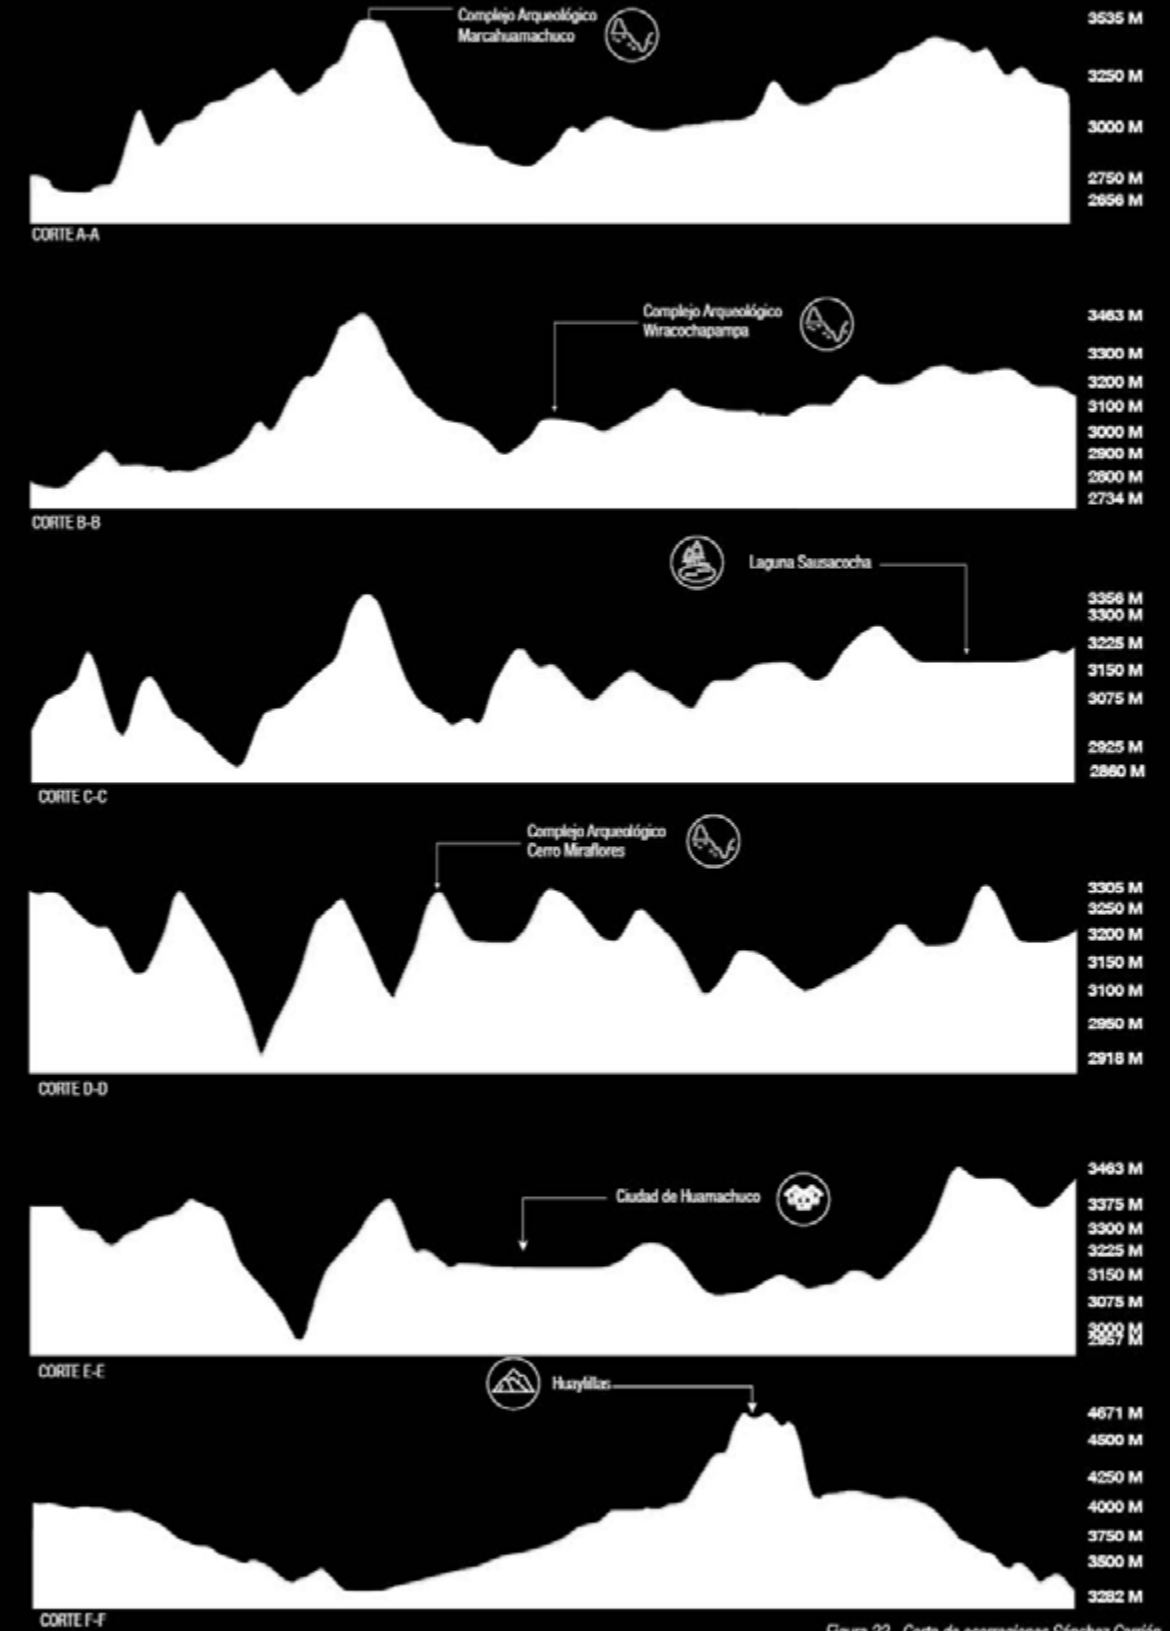 Complejo Arqueológico
Marcahuamachuco
3535 M
3250 M
3000 M
2750 M
2656 M
CORTE A-A
Complejo Arqueológico
Wiracochapampa
3463 M
3300 M
3200 M
3100 M
3000 M
2900 M
2800 M
2734 M
CORTE B-B
Laguna Sausacocha
3356 M
3300 M
3225 M
3150 M
3075 M
2925 M
2860 M
CORTE C-C
Complejo Arqueológico
Cerro Miraflores
3305 M
3250 M
3200 M
3150 M
3100 M
2950 M
2918 M
CORTE D-D
Ciudad de Huamachuco
3463 M
3375 M
3300 M
3225 M
3150 M
3075 M
3000 M
2957 M
CORTE E-E
Huaylillas
4671 M
4500 M
4250 M
4000 M
3750 M
3500 M
3282 M
CORTE F-F